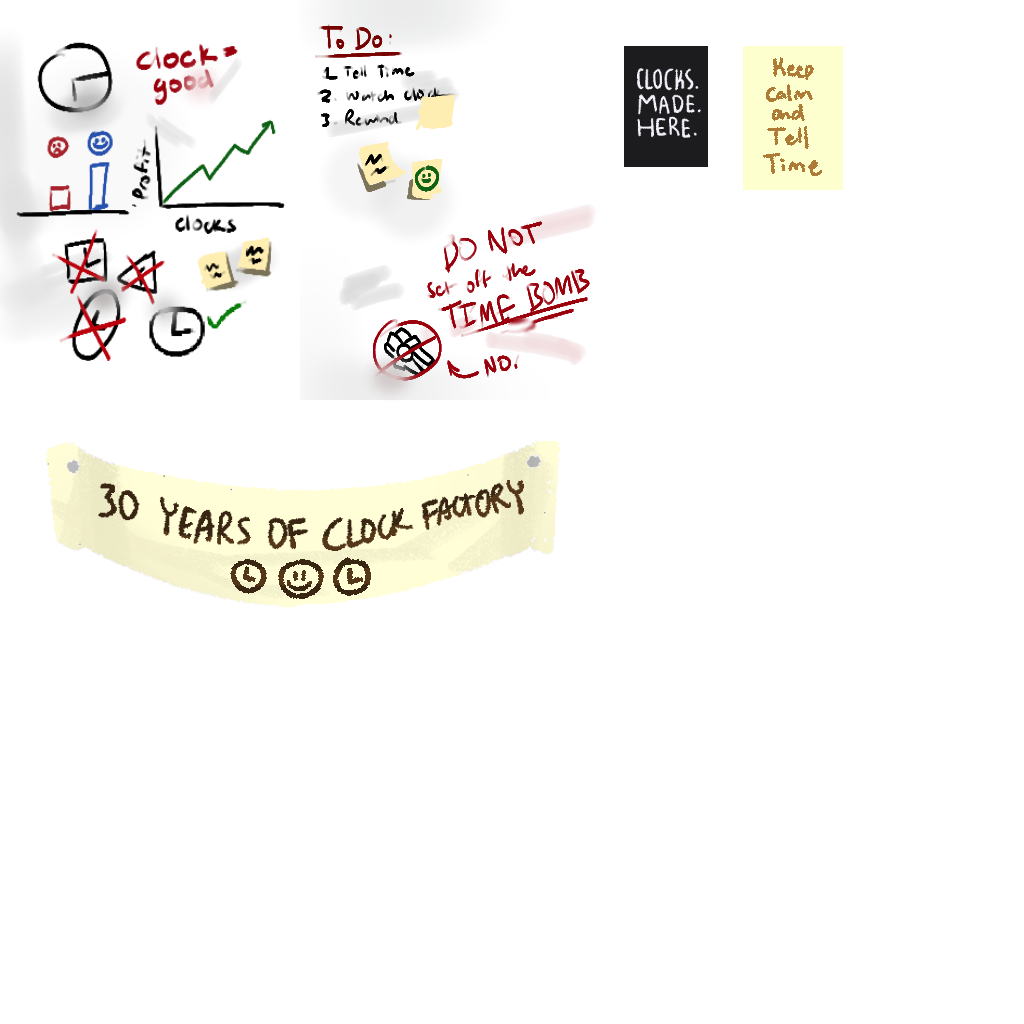 Clock =
good
Profit
Clocks
To Do:
1. Tell Time
2. Watch Clock
3. Rewind
DO NOT
set off the
TIME BOMB
NO.
CLOCKS.
MADE.
HERE.
Keep
Calm
and
Tell
Time
30 YEARS OF CLOCK FACTORY